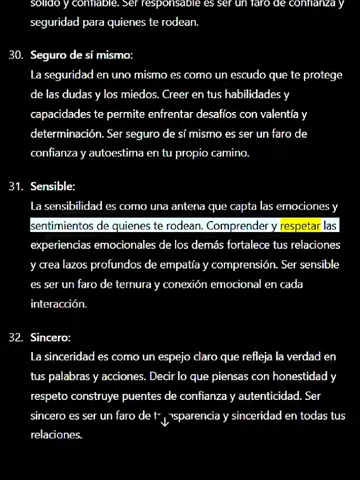 sólido y confiable. Ser responsable es ser un faro de confianza y
seguridad para quienes te rodean.
30. Seguro de sí mismo:
La seguridad en uno mismo es como un escudo que te protege
de las dudas y los miedos. Creer en tus habilidades y
capacidades te permite enfrentar desafíos con valentía y
determinación. Ser seguro de sí mismo es ser un faro de
confianza y autoestima en tu propio camino.
31. Sensible:
La sensibilidad es como una antena que capta las emociones y
sentimientos de quienes te rodean. Comprender y respetar las
experiencias emocionales de los demás fortalece tus relaciones
y crea lazos profundos de empatía y comprensión. Ser sensible
es ser un faro de ternura y conexión emocional en cada
interacción.
32. Sincero:
La sinceridad es como un espejo claro que refleja la verdad en
tus palabras y acciones. Decir lo que piensas con honestidad y
respeto construye puentes de confianza y autenticidad. Ser
sincero es ser un faro de transparencia y sinceridad en todas tus
relaciones.